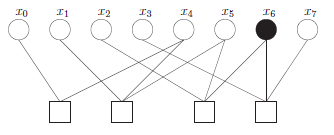 x₀ x₁ x₂ x₃ x₄ x₅ x₆ x₇